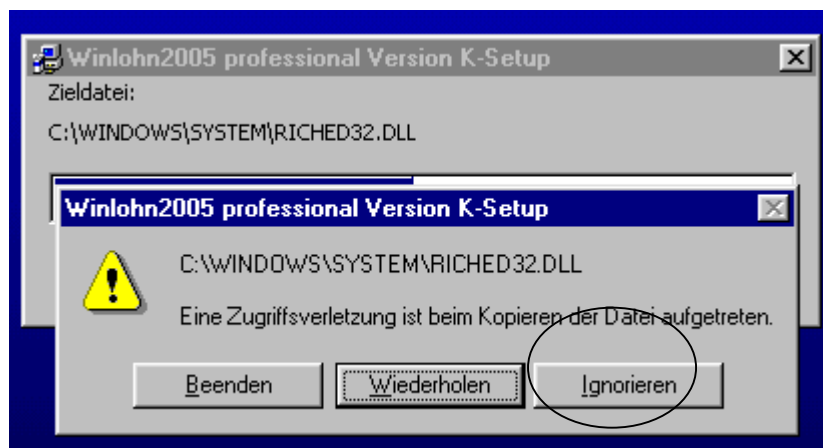 Winlohn2005 professional Version K-Setup
Zieldatei:
C:\WINDOWS\SYSTEM\RICHED32.DLL
Winlohn2005 professional Version K-Setup
C:\WINDOWS\SYSTEM\RICHED32.DLL
Eine Zugriffsverletzung ist beim Kopieren der Datei aufgetreten.
Beenden Wiederholen Ignorieren